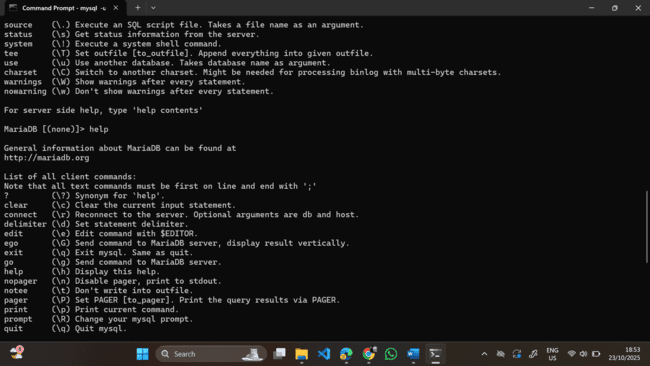 Command Prompt - mysql -u
source    (\.) Execute an SQL script file. Takes a file name as an argument.
status    (\s) Get status information from the server.
system    (\!) Execute a system shell command.
tee       (\T) Set outfile [to_outfile]. Append everything into given outfile.
use       (\u) Use another database. Takes database name as argument.
charset   (\C) Switch to another charset. Might be needed for processing binlog with multi-byte charsets.
warnings  (\W) Show warnings after every statement.
nowarning (\w) Don't show warnings after every statement.
For server side help, type 'help contents'
MariaDB [(none)]> help
General information about MariaDB can be found at
http://mariadb.org
List of all client commands:
Note that all text commands must be first on line and end with ';'
?         (\?) Synonym for `help'.
clear     (\c) Clear the current input statement.
connect   (\r) Reconnect to the server. Optional arguments are db and host.
delimiter (\d) Set statement delimiter.
edit      (\e) Edit command with $EDITOR.
ego       (\G) Send command to MariaDB server, display result vertically.
exit      (\q) Exit mysql. Same as quit.
go        (\g) Send command to MariaDB server.
help      (\h) Display this help.
nopager   (\n) Disable pager, print to stdout.
notee     (\t) Don't write into outfile.
pager     (\P) Set PAGER [to_pager]. Print the query results via PAGER.
print     (\p) Print current command.
prompt    (\R) Change your mysql prompt.
quit      (\q) Quit mysql.
Search
ENG
US
18:53
23/10/2025